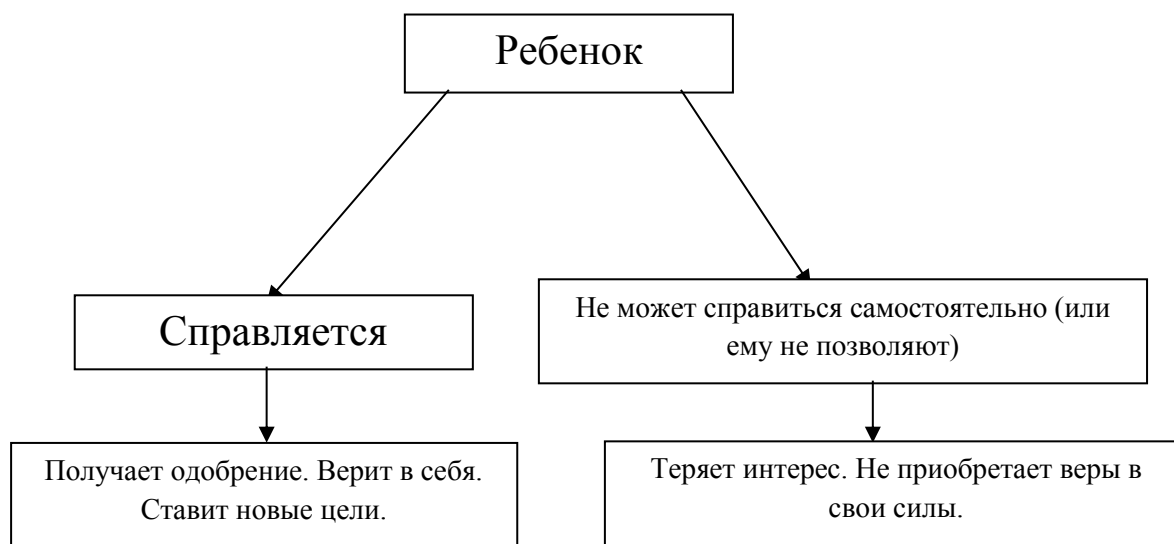 Ребенок
Справляется
Не может справиться самостоятельно (или
ему не позволяют)
Получает одобрение. Верит в себя.
Ставит новые цели.
Теряет интерес. Не приобретает веры в
свои силы.